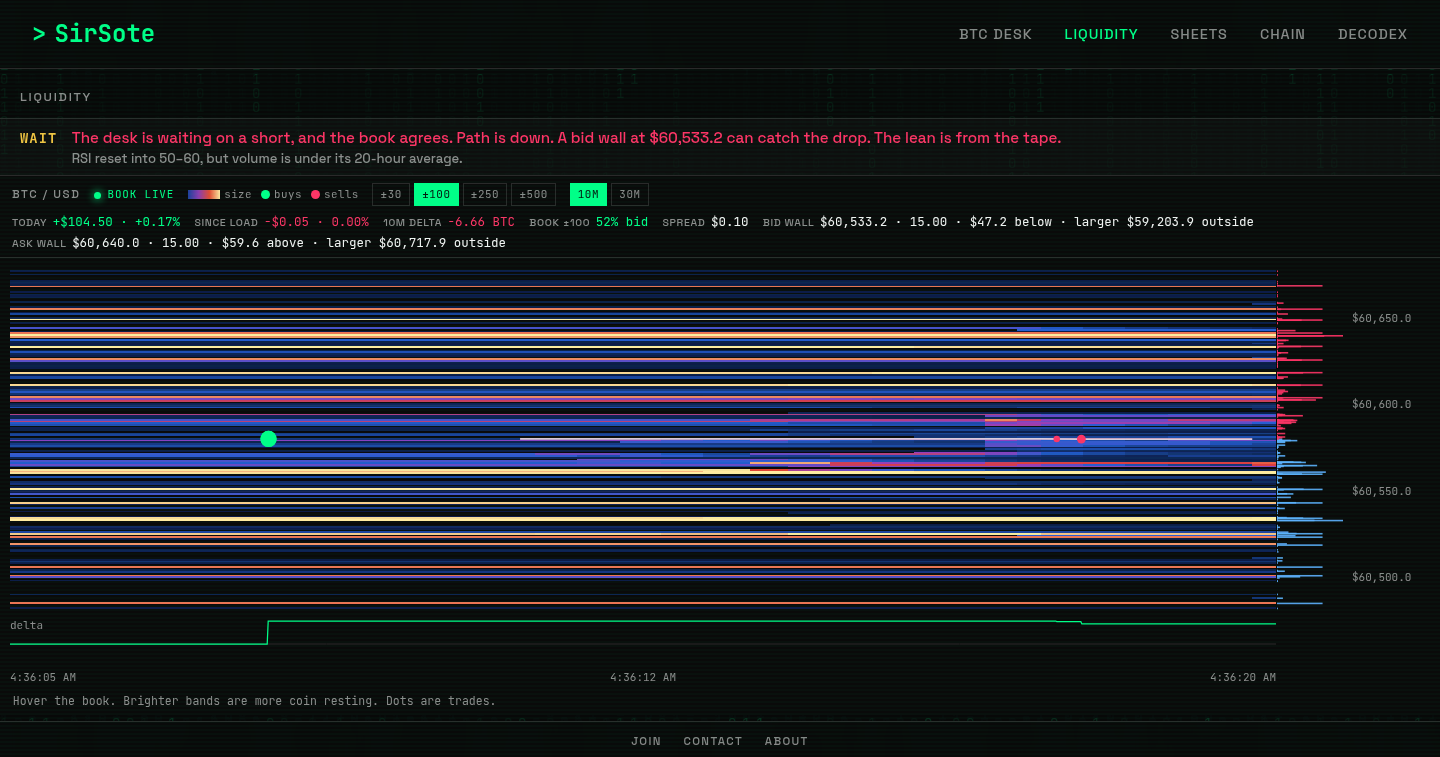 > SirSote
BTC DESK LIQUIDITY SHEETS CHAIN DECODEX
LIQUIDITY
WAIT The desk is waiting on a short, and the book agrees. Path is down. A bid wall at $60,533.2 can catch the drop. The lean is from the tape.
RSI reset into 50–60, but volume is under its 20-hour average.
BTC / USD BOOK LIVE size buys sells ±30 ±100 ±250 ±500 10M 30M
TODAY +$104.50 · +0.17% SINCE LOAD -$0.05 · 0.00% 10M DELTA -6.66 BTC BOOK ±100 52% bid SPREAD $0.10 BID WALL $60,533.2 · 15.00 · $47.2 below · larger $59,203.9 outside
ASK WALL $60,640.0 · 15.00 · $59.6 above · larger $60,717.9 outside
$60,650.0
$60,600.0
$60,550.0
$60,500.0
delta
4:36:05 AM 4:36:12 AM 4:36:20 AM
Hover the book. Brighter bands are more coin resting. Dots are trades.
JOIN CONTACT ABOUT